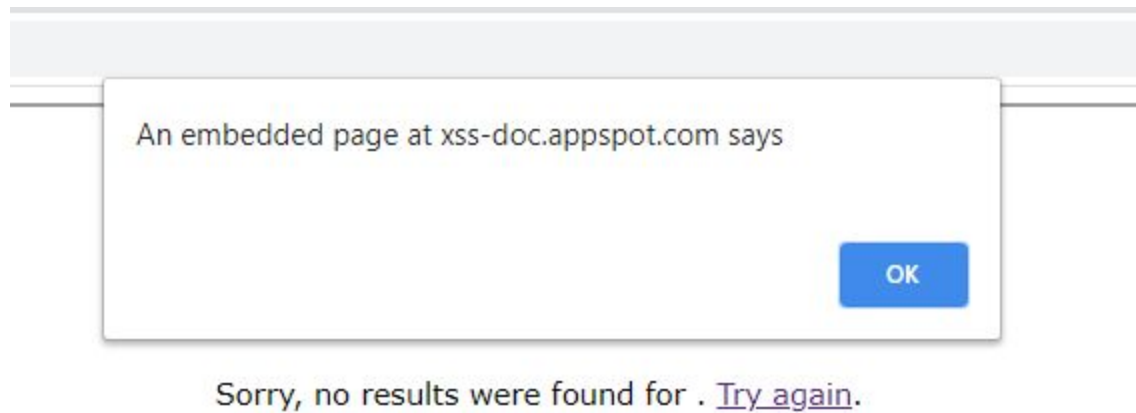 An embedded page at xss-doc.appspot.com says
OK
Sorry, no results were found for . Try again.